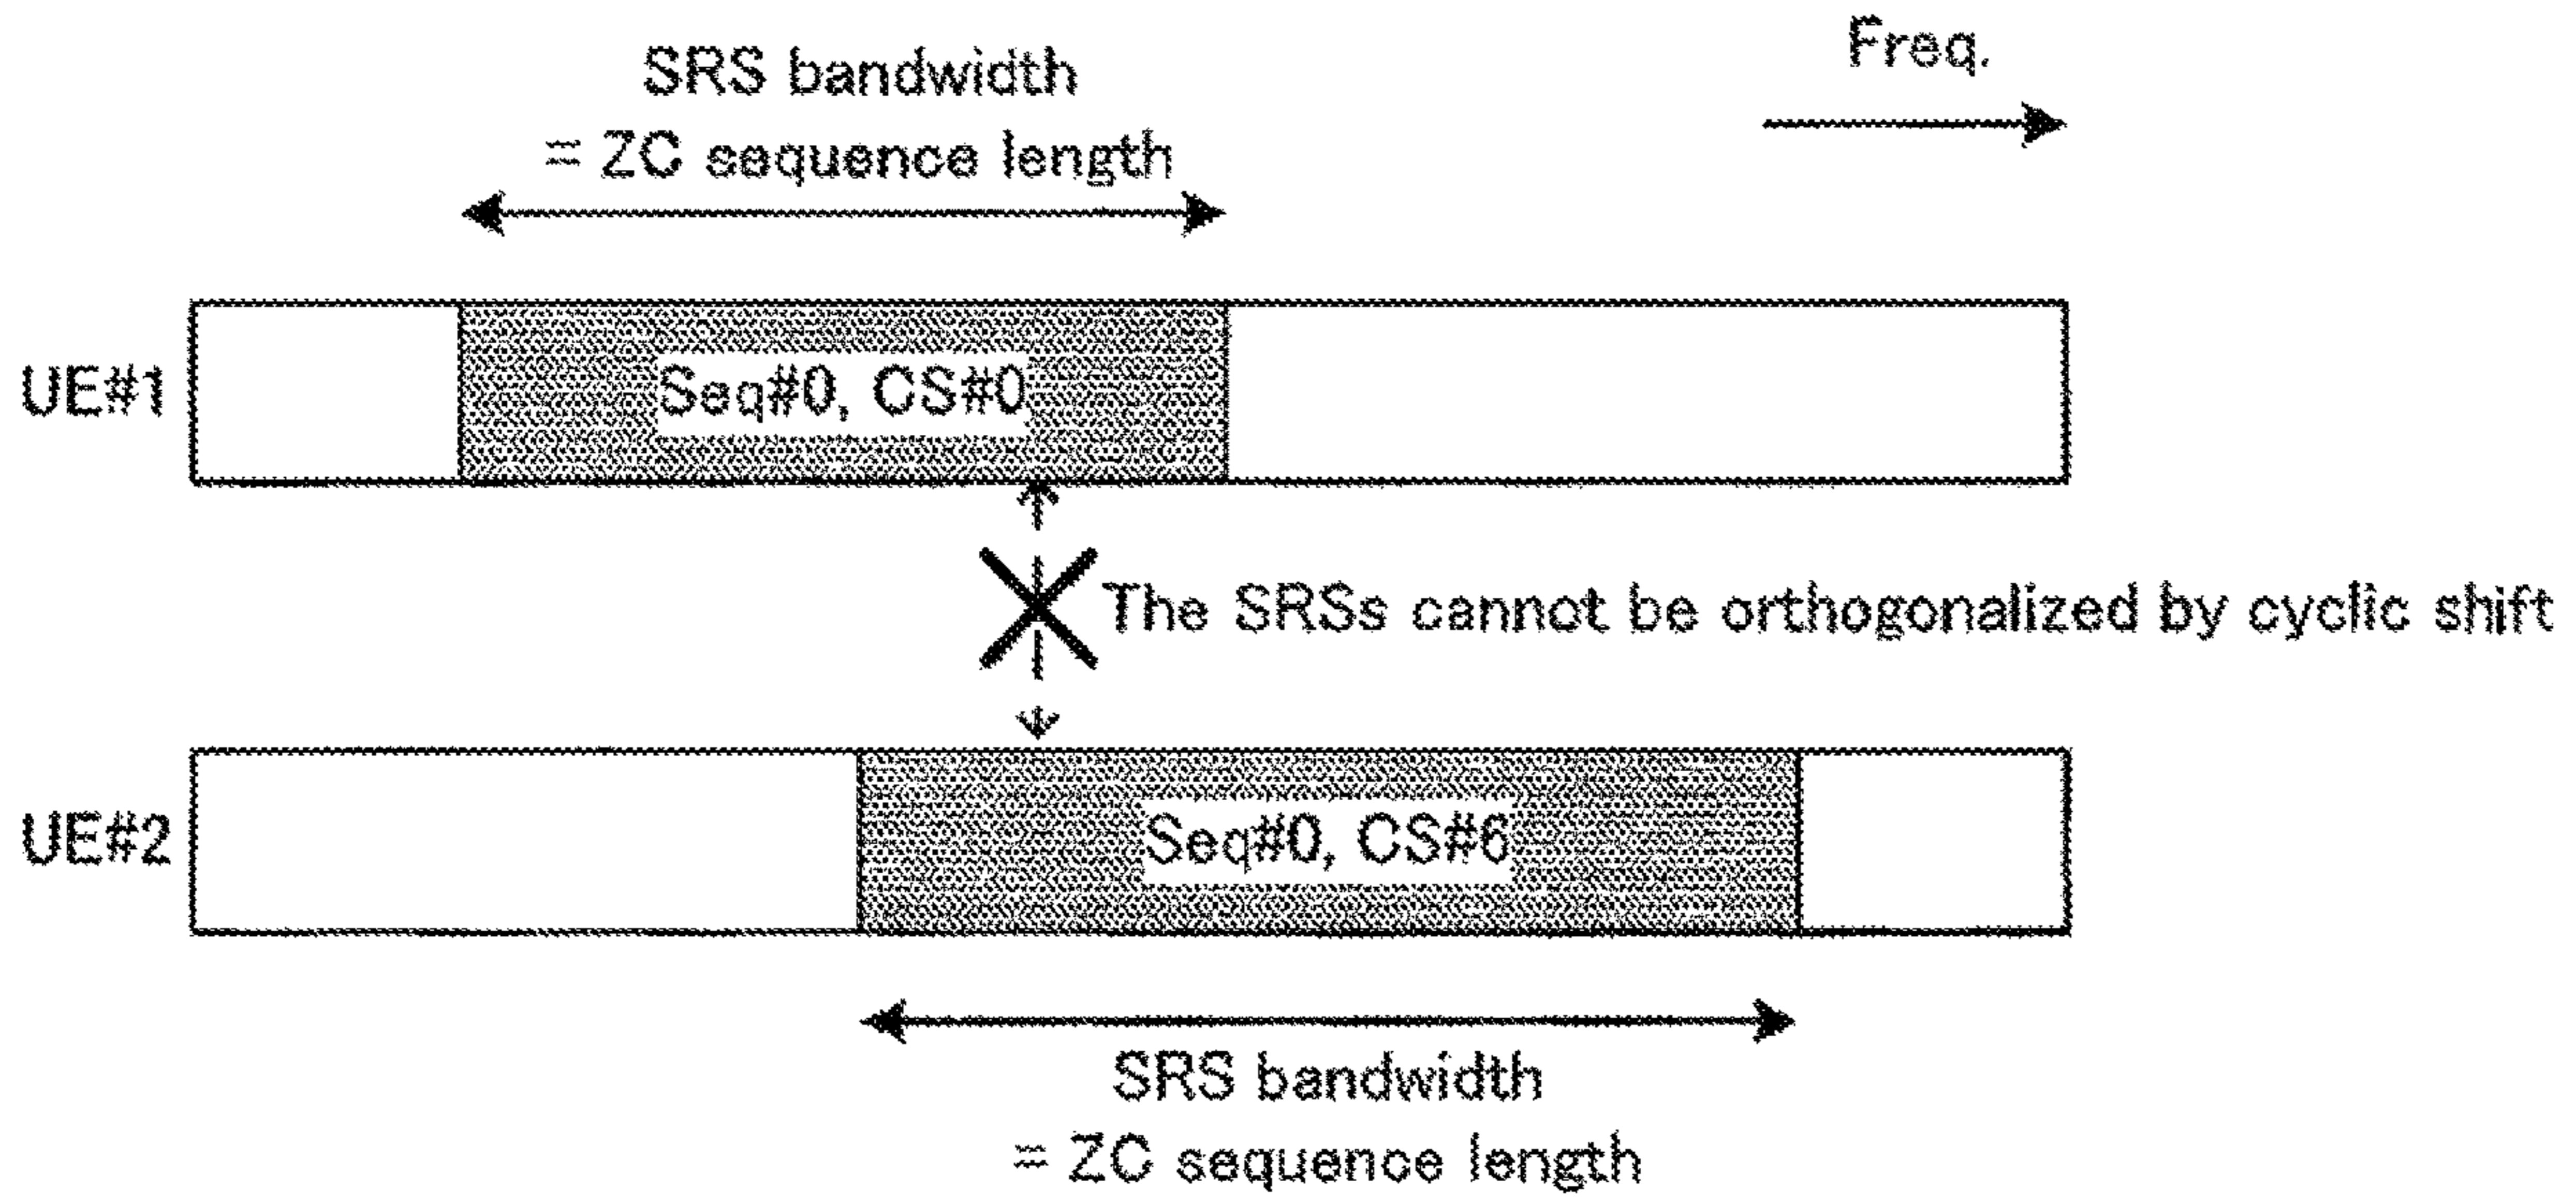 Freq.
SRS bandwidth
= ZC sequence length
UE#1
Seq#0, CS#0
The SRSs cannot be orthogonalized by cyclic shift
UE#2
Seq#0, CS#6
SRS bandwidth
= ZC sequence length